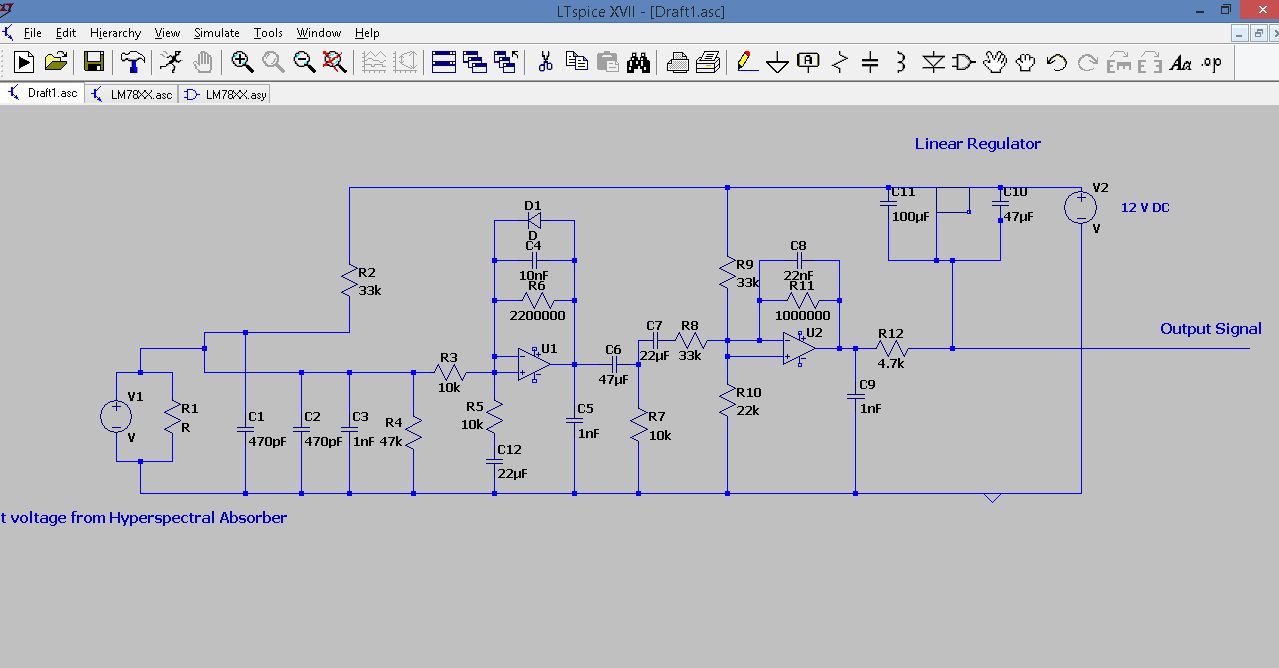 LTspice XVII - [Draft1.asc]
File Edit Hierarchy View Simulate Tools Window Help
Draft1.asc LM78XX.asc LM78XX.asy
Linear Regulator
C11
100µF
C10
47µF
V2
V
12 V DC
D1
D
C4
10nF
R6
2200000
R2
33k
R9
33k
C8
22nF
R11
1000000
U1
U2
C7
22µF
R8
33k
R12
4.7k
Output Signal
R3
10k
C6
47µF
V1
V
R1
R
C1
470pF
C2
470pF
C3
1nF
R4
47k
R5
10k
C12
22µF
C5
1nF
R7
10k
R10
22k
C9
1nF
t voltage from Hyperspectral Absorber